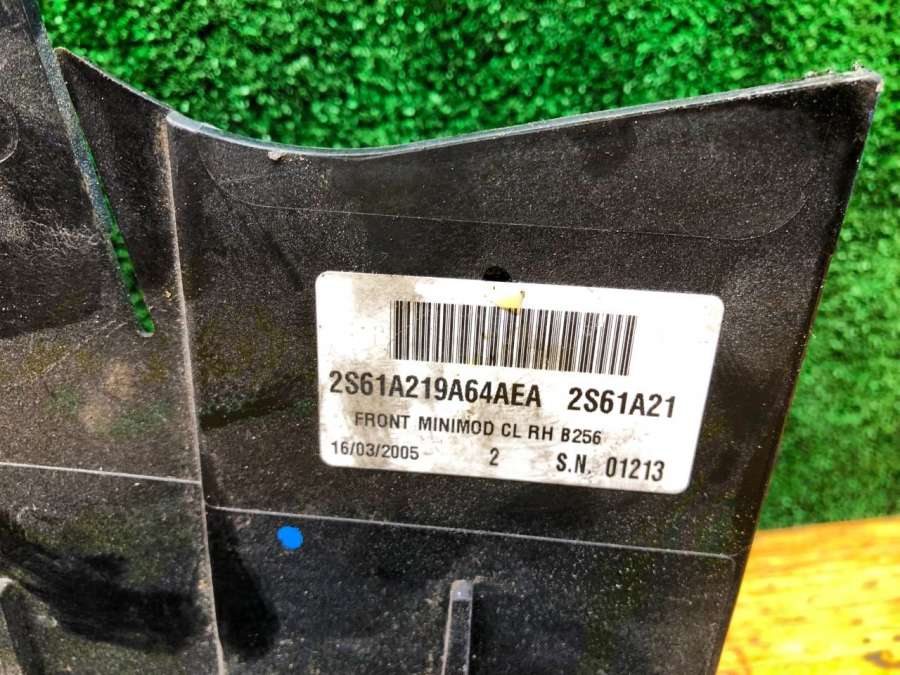 2S61A219A64AEA 2S61A21
FRONT MINIMOD CL RH B256
16/03/2005 2 S.N. 01213